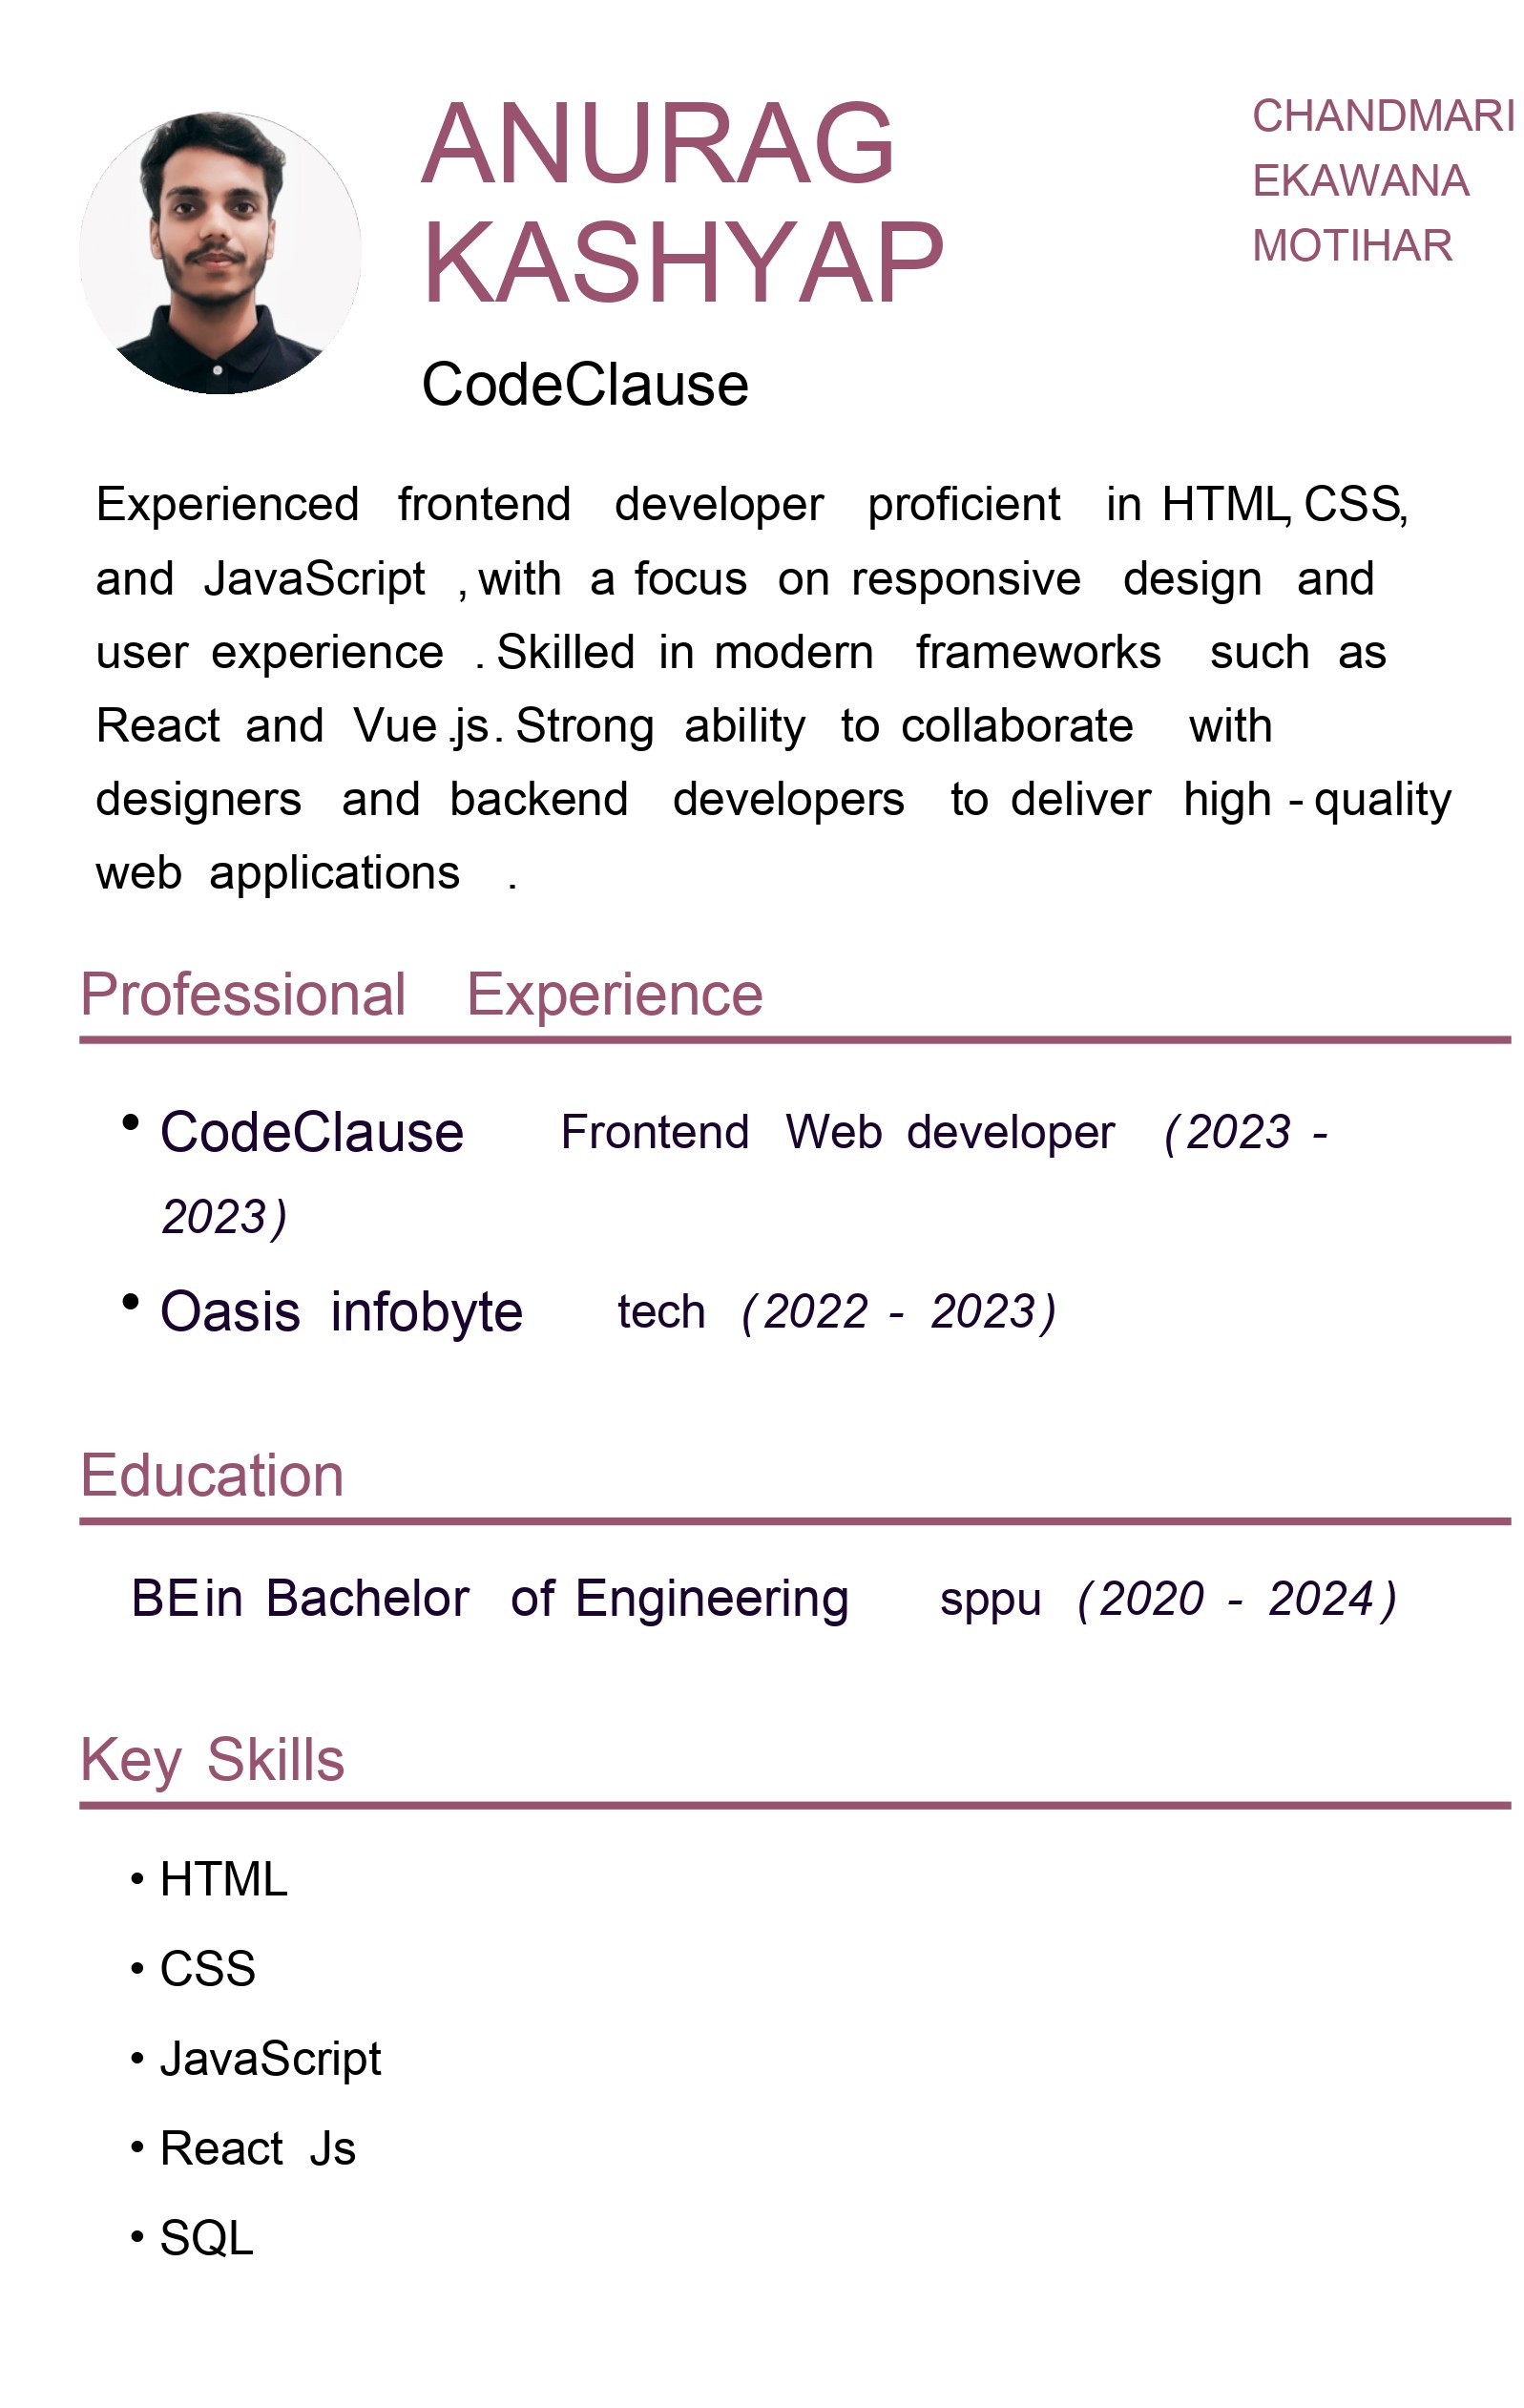 ANURAG
KASHYAP
CodeClause
CHANDMARI
EKAWANA
MOTIHAR
Experienced frontend developer proficient in HTML, CSS,
and JavaScript , with a focus on responsive design and
user experience . Skilled in modern frameworks such as
React and Vue .js. Strong ability to collaborate with
designers and backend developers to deliver high - quality
web applications .
Professional Experience
• CodeClause Frontend Web developer (2023 -
2023)
• Oasis infobyte tech (2022 - 2023)
Education
BE in Bachelor of Engineering sppu (2020 - 2024)
Key Skills
• HTML
• CSS
• JavaScript
• React Js
• SQL